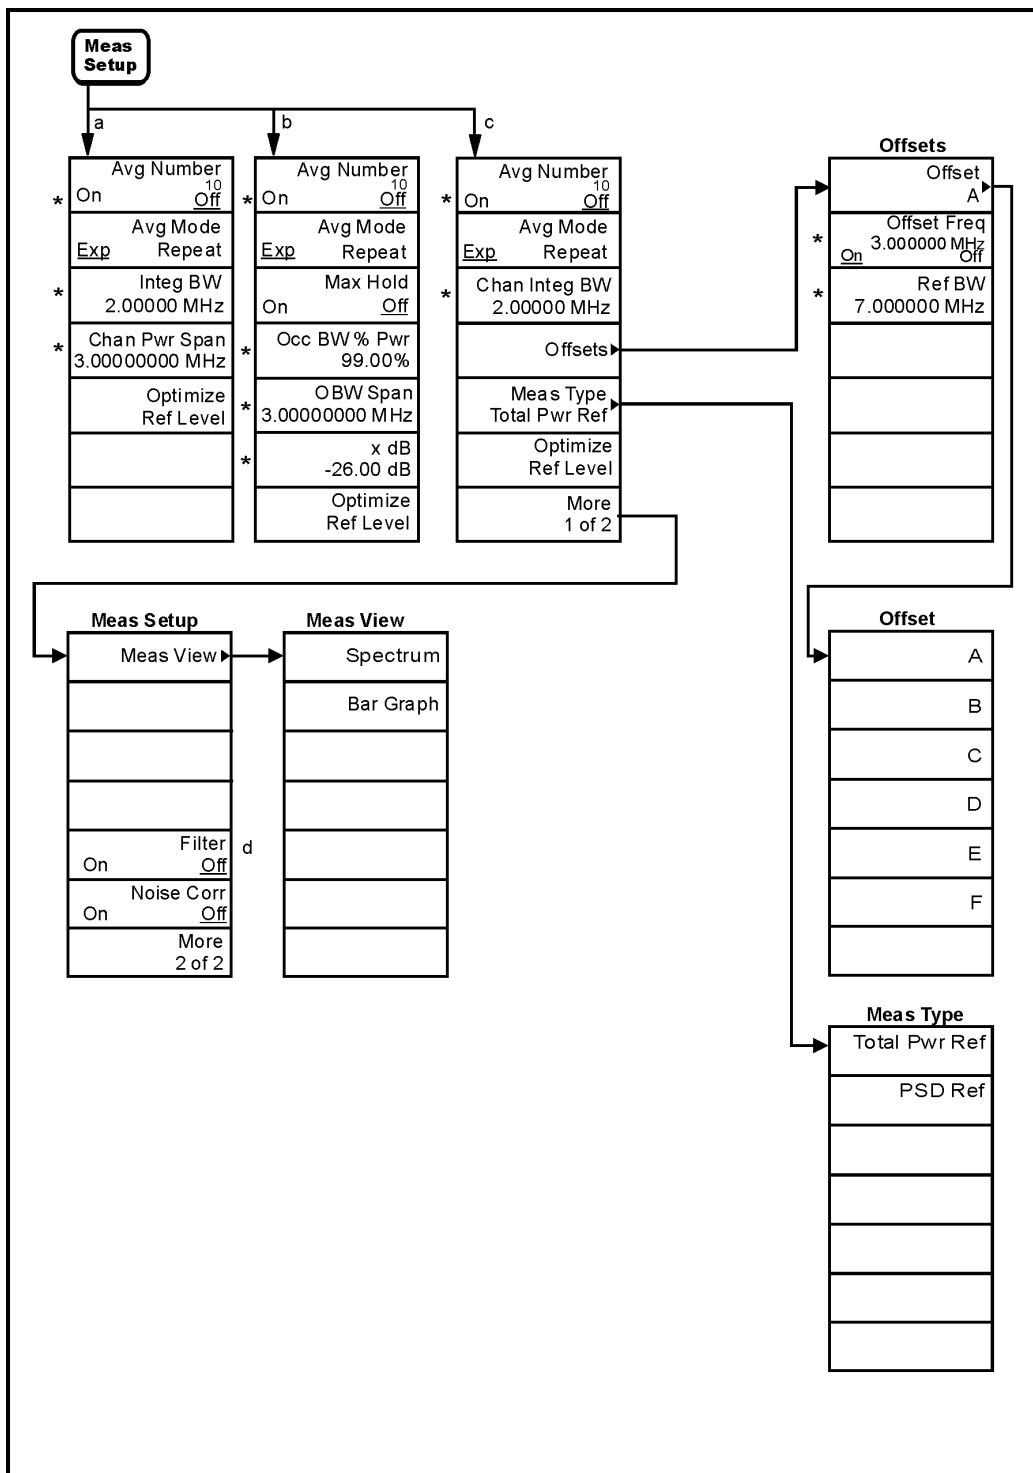 Meas
Setup
a
b
c
Avg Number
10
* On Off
Avg Mode
Exp Repeat
* Integ BW
2.00000 MHz
* Chan Pwr Span
3.00000000 MHz
Optimize
Ref Level
Avg Number
10
* On Off
Avg Mode
Exp Repeat
Max Hold
On Off
* Occ BW % Pwr
99.00%
* OBW Span
3.00000000 MHz
* x dB
-26.00 dB
Optimize
Ref Level
Avg Number
10
* On Off
Avg Mode
Exp Repeat
* Chan Integ BW
2.00000 MHz
Offsets
Meas Type
Total Pwr Ref
Optimize
Ref Level
More
1 of 2
Offsets
Offset
A
* Offset Freq
3.000000 MHz
On Off
* Ref BW
7.000000 MHz
Meas Setup
Meas View
Filter
On Off
d
Noise Corr
On Off
More
2 of 2
Meas View
Spectrum
Bar Graph
Offset
A
B
C
D
E
F
Meas Type
Total Pwr Ref
PSD Ref